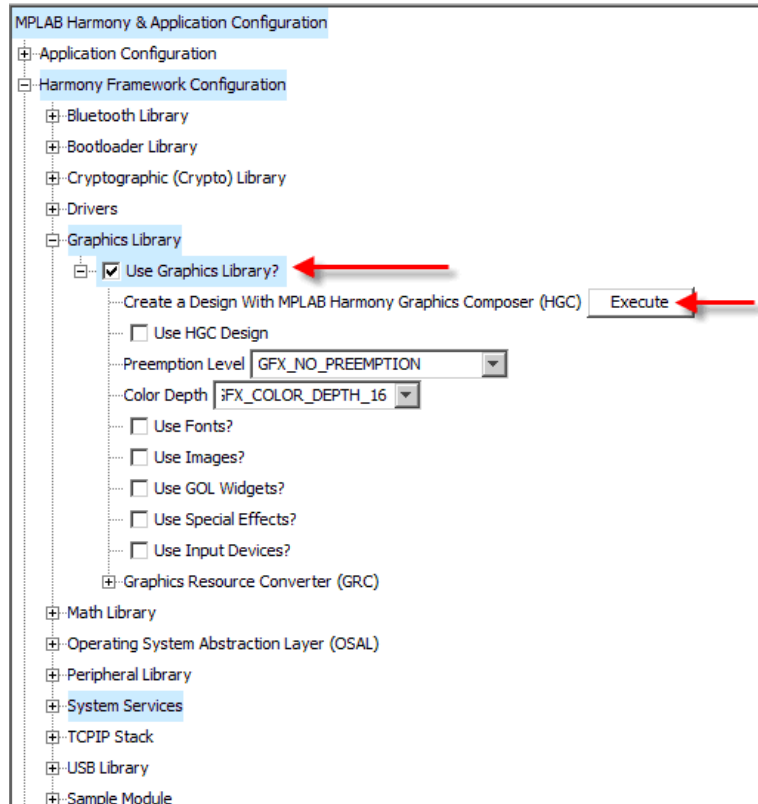 MPLAB Harmony & Application Configuration
Application Configuration
Harmony Framework Configuration
Bluetooth Library
Bootloader Library
Cryptographic (Crypto) Library
Drivers
Graphics Library
Use Graphics Library?
Create a Design With MPLAB Harmony Graphics Composer (HGC) Execute
Use HGC Design
Preemption Level GFX_NO_PREEMPTION
Color Depth ;FX_COLOR_DEPTH_16
Use Fonts?
Use Images?
Use GOL Widgets?
Use Special Effects?
Use Input Devices?
Graphics Resource Converter (GRC)
Math Library
Operating System Abstraction Layer (OSAL)
Peripheral Library
System Services
TCPIP Stack
USB Library
Sample Module